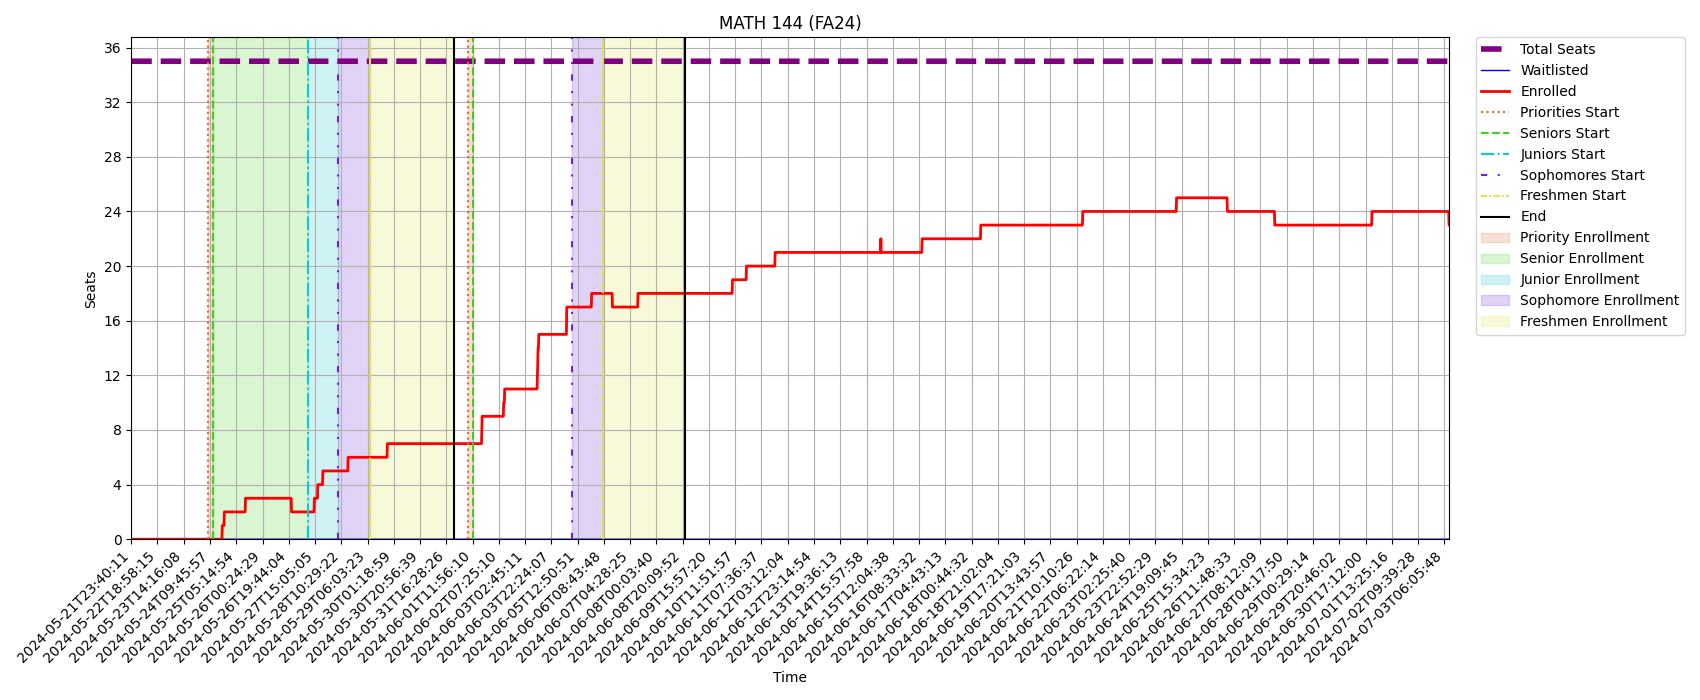 MATH 144 (FA24)
Seats
36
32
28
24
20
16
12
8
4
0
2024-05-21T23:40:11
2024-05-22T18:58:15
2024-05-23T14:16:08
2024-05-24T09:45:57
2024-05-25T05:14:54
2024-05-26T00:24:29
2024-05-26T19:44:04
2024-05-27T15:05:05
2024-05-28T10:29:22
2024-05-29T06:03:23
2024-05-30T01:18:59
2024-05-30T20:56:39
2024-05-31T16:28:26
2024-06-01T11:56:10
2024-06-02T07:25:10
2024-06-03T02:45:11
2024-06-03T22:24:07
2024-06-05T12:50:51
2024-06-06T08:43:48
2024-06-07T04:28:25
2024-06-08T00:03:40
2024-06-08T20:09:52
2024-06-09T15:57:20
2024-06-10T11:51:57
2024-06-11T07:36:37
2024-06-12T03:12:04
2024-06-12T23:14:54
2024-06-13T19:36:13
2024-06-14T15:57:58
2024-06-15T12:04:38
2024-06-16T08:33:32
2024-06-17T04:43:13
2024-06-18T00:44:32
2024-06-18T21:02:04
2024-06-19T17:21:03
2024-06-20T13:43:57
2024-06-21T10:10:26
2024-06-22T06:22:14
2024-06-23T02:25:40
2024-06-23T22:52:29
2024-06-24T19:09:45
2024-06-25T15:34:23
2024-06-26T11:48:33
2024-06-27T08:12:09
2024-06-28T04:17:50
2024-06-29T00:29:14
2024-06-29T20:46:02
2024-06-30T17:12:00
2024-07-01T13:25:16
2024-07-02T09:39:28
2024-07-03T06:05:48
Time
Total Seats
Waitlisted
Enrolled
Priorities Start
Seniors Start
Juniors Start
Sophomores Start
Freshmen Start
End
Priority Enrollment
Senior Enrollment
Junior Enrollment
Sophomore Enrollment
Freshmen Enrollment